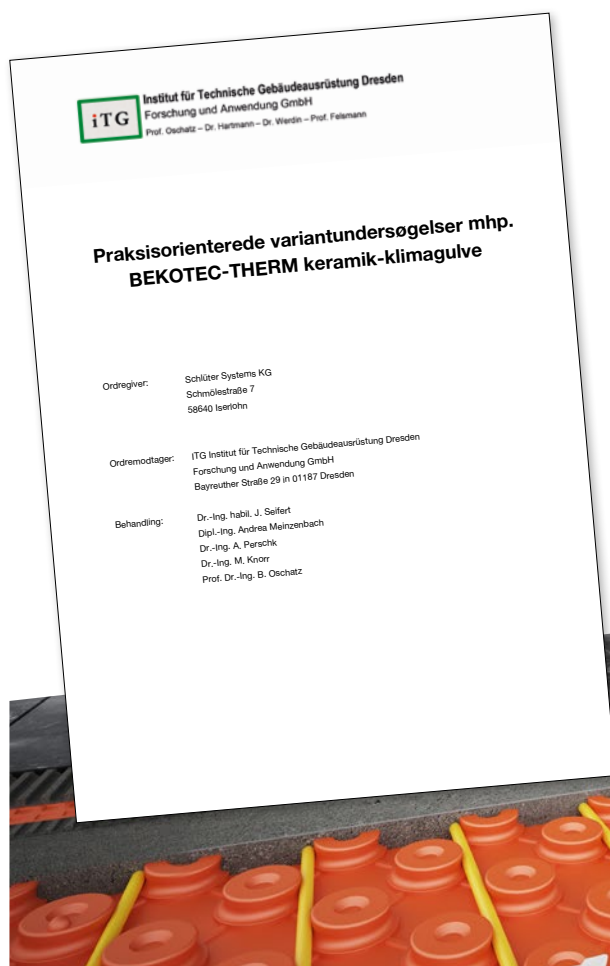 iTG
Institut für Technische Gebäudeausrüstung Dresden
Forschung und Anwendung GmbH
Prof. Oschatz – Dr. Hartmann – Dr. Werdin – Prof. Felsmann
Praksisorienterede variantundersøgelser mhp.
BEKOTEC-THERM keramik-klimagulve
Ordregiver:
Schlüter Systems KG
Schmölestraße 7
58640 Iserlohn
Ordremodtager:
ITG Institut für Technische Gebäudeausrüstung Dresden
Forschung und Anwendung GmbH
Bayreuther Straße 29 in 01187 Dresden
Behandling:
Dr.-Ing. habil. J. Seifert
Dipl.-Ing. Andrea Meinzenbach
Dr.-Ing. A. Perschk
Dr.-Ing. M. Knorr
Prof. Dr.-Ing. B. Oschatz